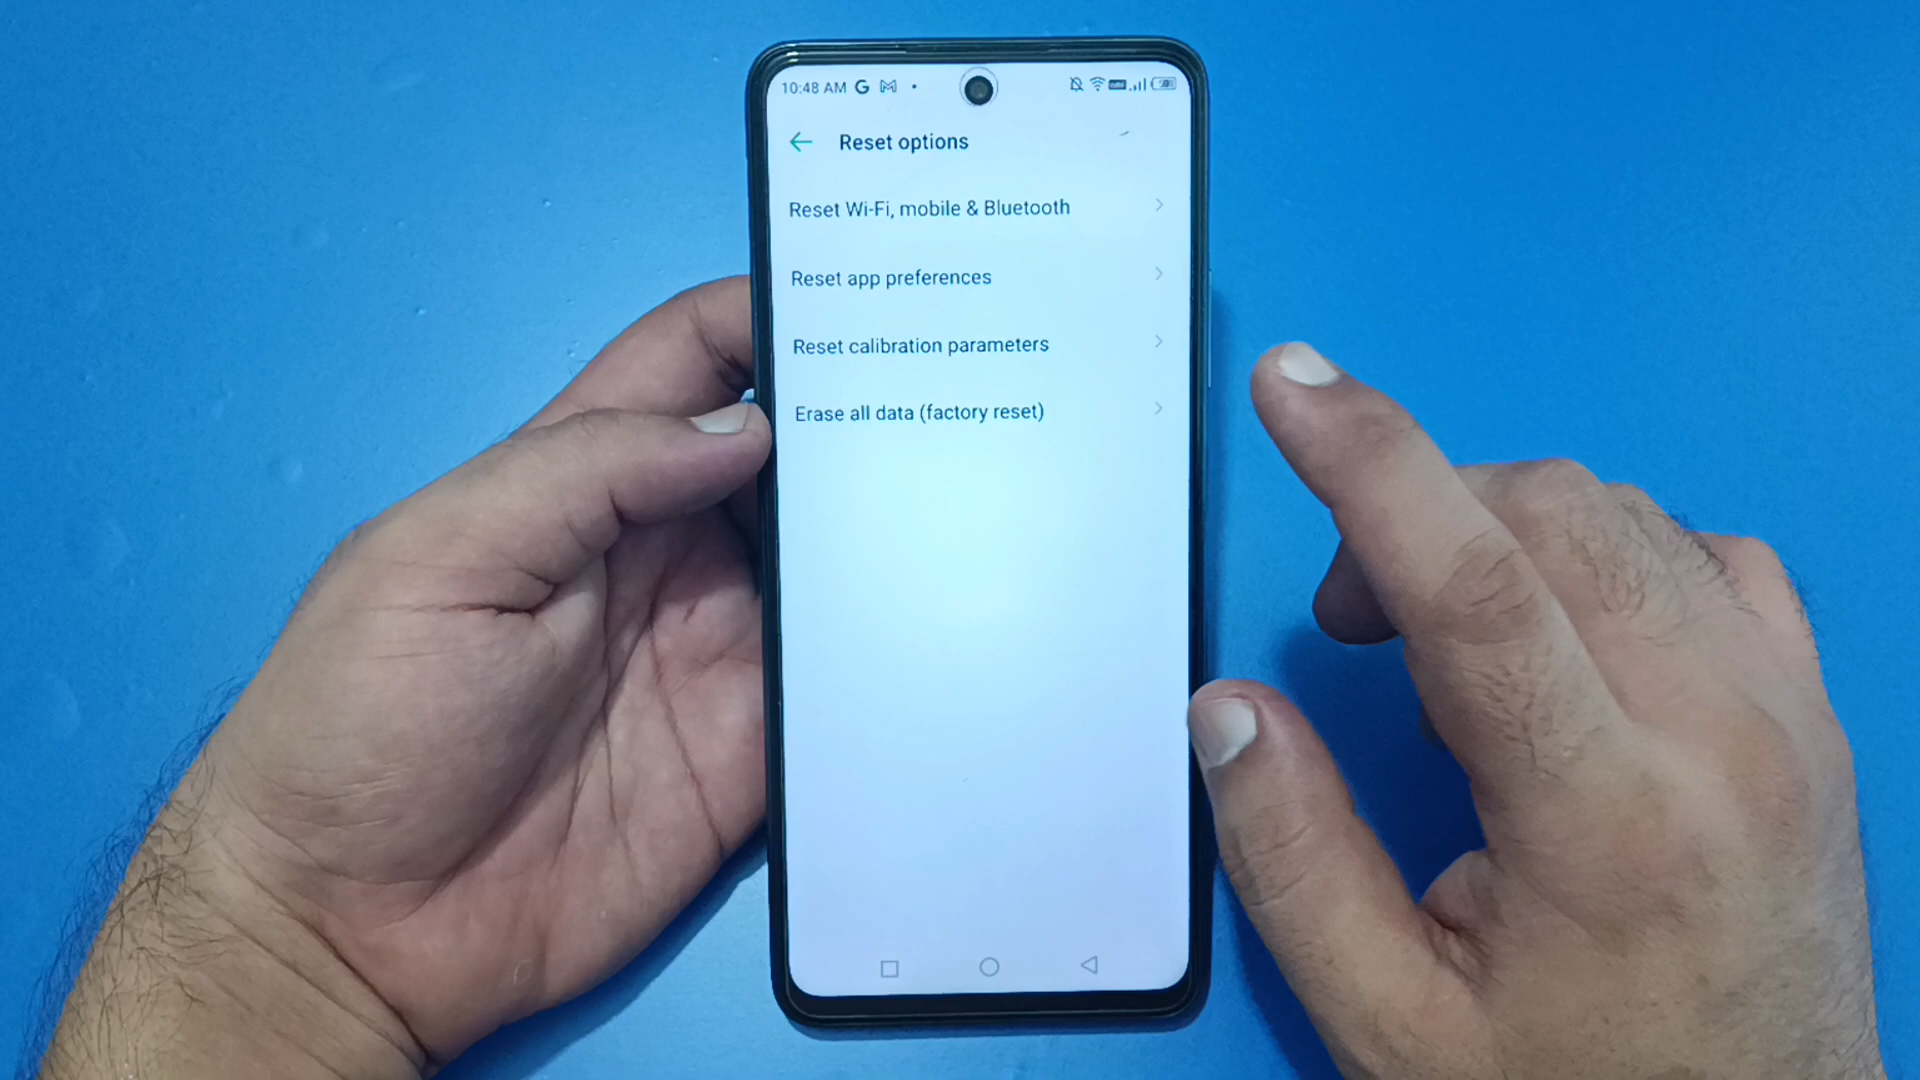 10:48 AM G
Reset options
Reset Wi-Fi, mobile & Bluetooth
Reset app preferences
Reset calibration parameters
Erase all data (factory reset)